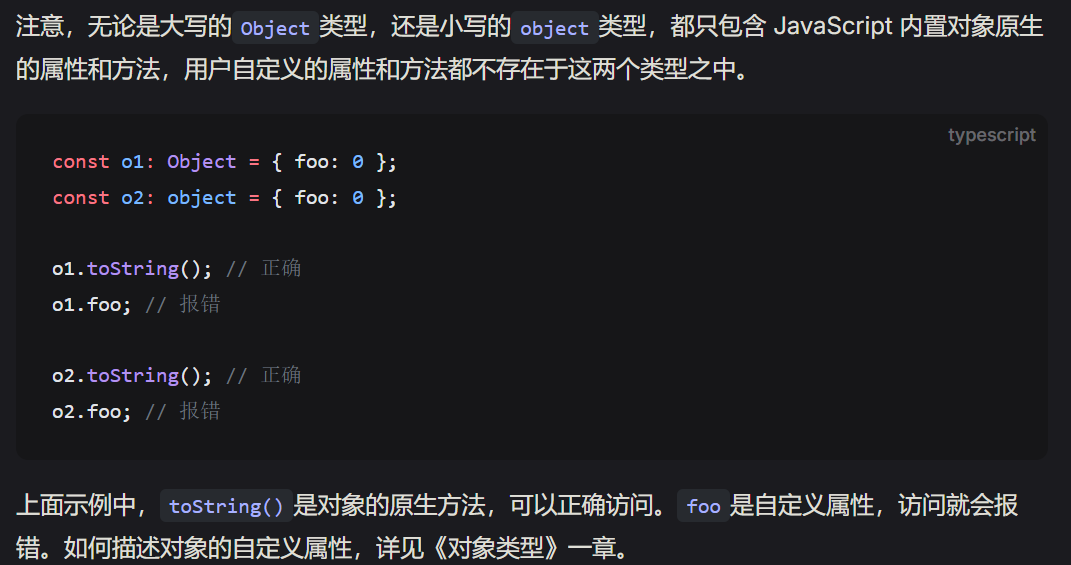 注意，无论是大写的 Object 类型，还是小写的 object 类型，都只包含 JavaScript 内置对象原生
的属性和方法，用户自定义的属性和方法都不存在于这两个类型之中。
typescript
const o1: Object = { foo: 0 };
const o2: object = { foo: 0 };
o1.toString(); // 正确
o1.foo; // 报错
o2.toString(); // 正确
o2.foo; // 报错
上面示例中， toString() 是对象的原生方法，可以正确访问。 foo 是自定义属性，访问就会报
错。如何描述对象的自定义属性，详见《对象类型》一章。